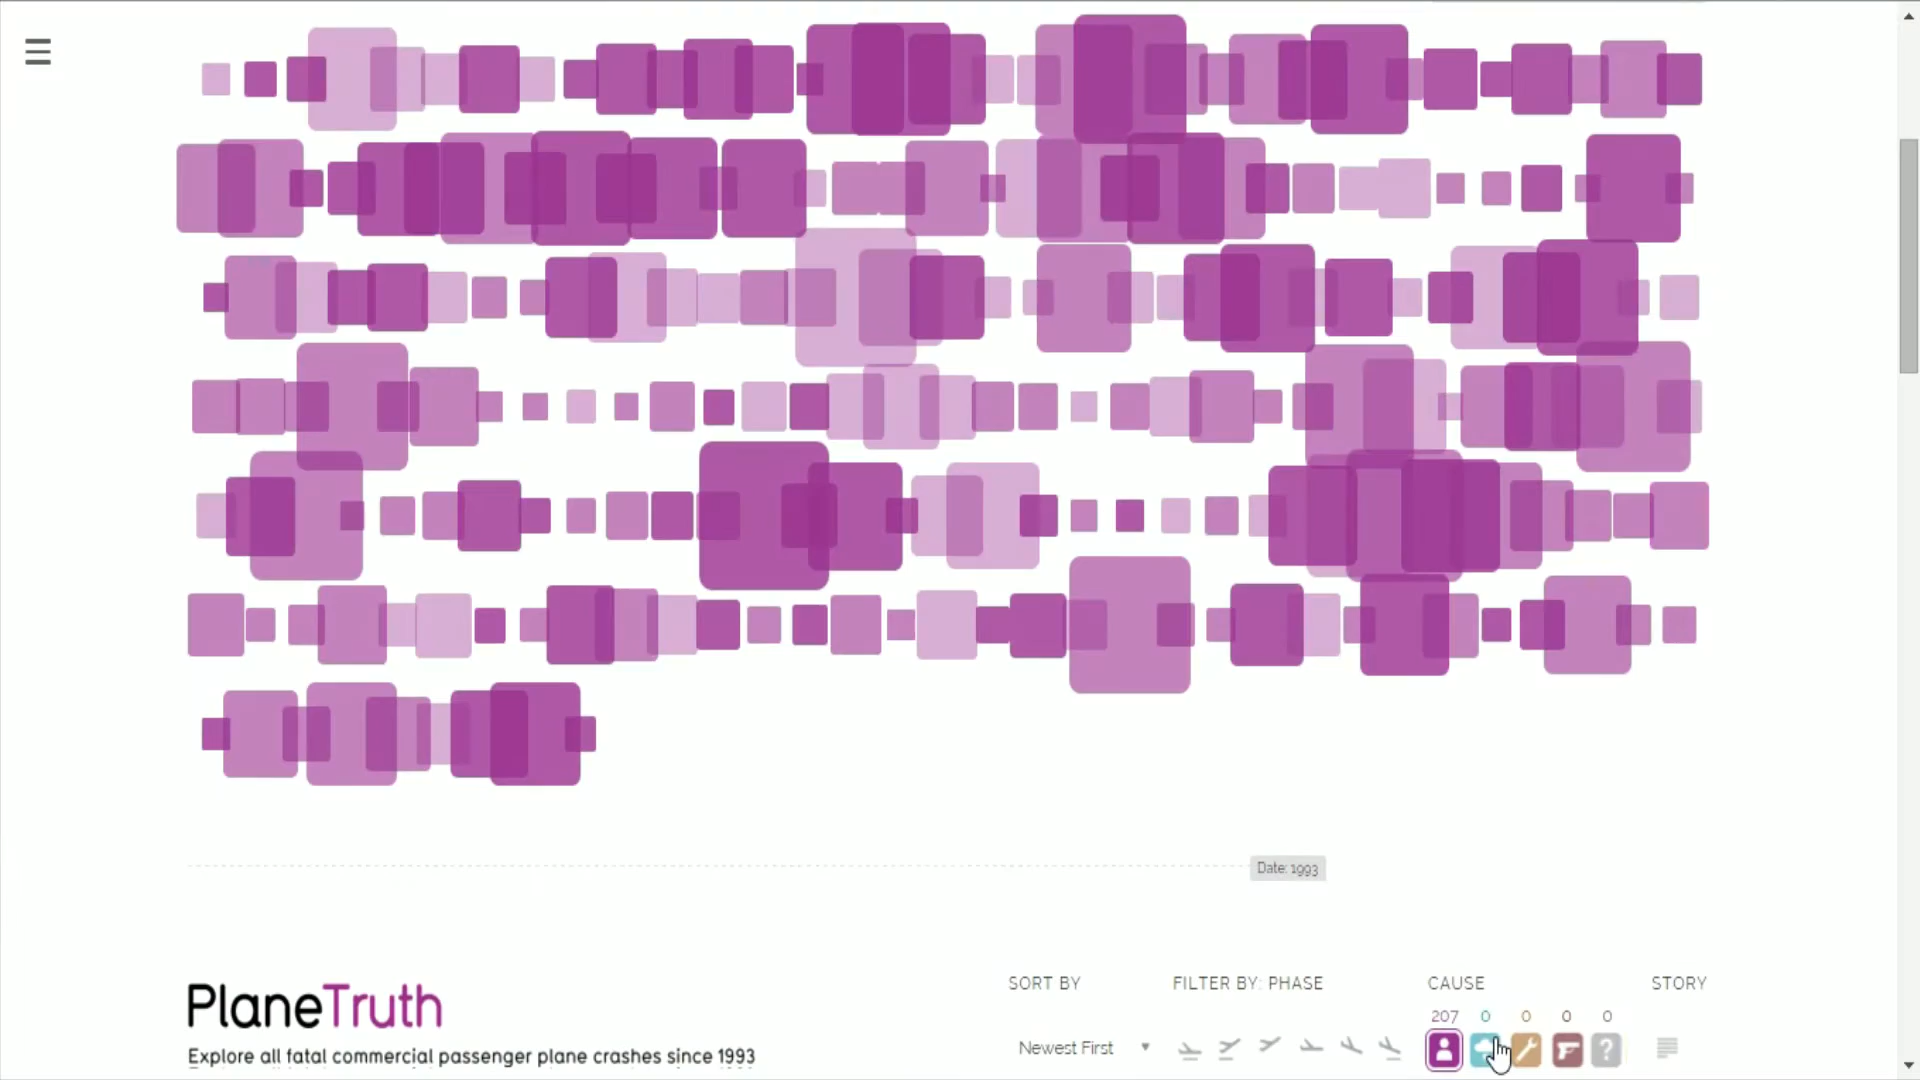 Date: 1993
PlaneTruth
Explore all fatal commercial passenger plane crashes since 1993
SORT BY
Newest First
FILTER BY: PHASE
CAUSE
207 0 0 0 0
?
STORY